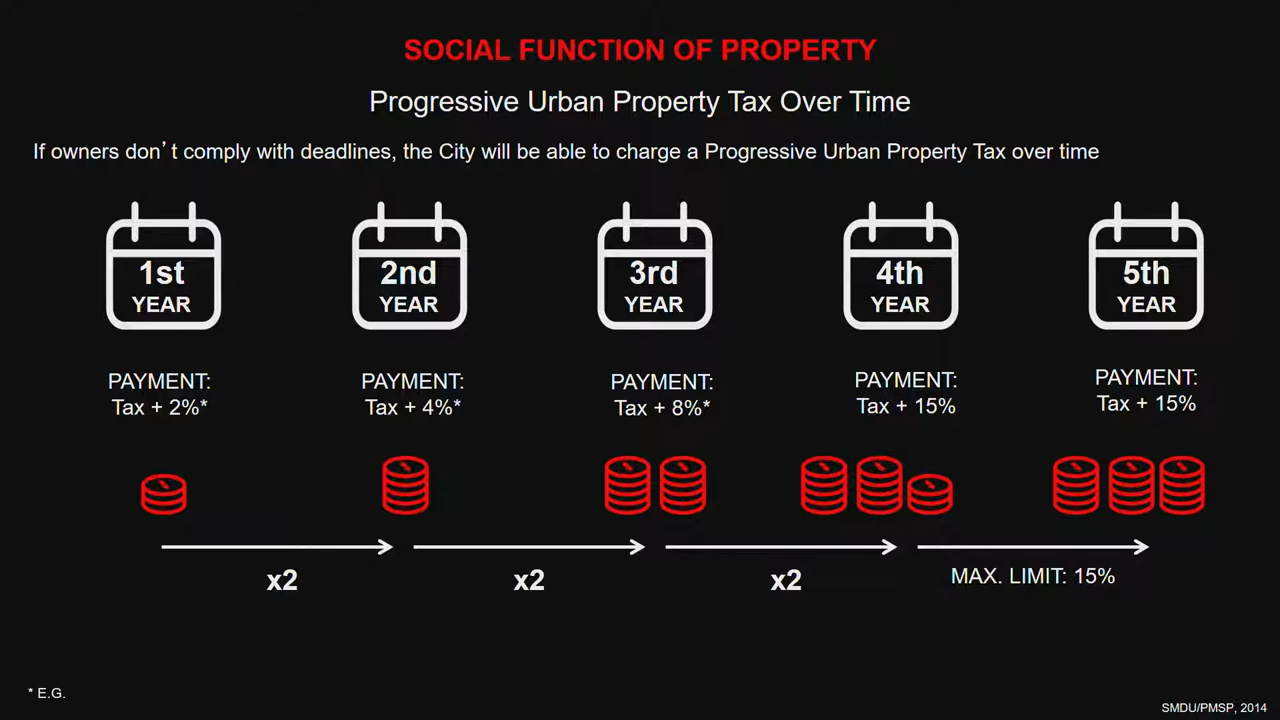 SOCIAL FUNCTION OF PROPERTY
Progressive Urban Property Tax Over Time
If owners don’t comply with deadlines, the City will be able to charge a Progressive Urban Property Tax over time
1st
YEAR
2nd
YEAR
3rd
YEAR
4th
YEAR
5th
YEAR
PAYMENT:
Tax + 2%*
PAYMENT:
Tax + 4%*
PAYMENT:
Tax + 8%*
PAYMENT:
Tax + 15%
PAYMENT:
Tax + 15%
x2
x2
x2
MAX. LIMIT: 15%
* E.G.
SMDU/PMSP, 2014